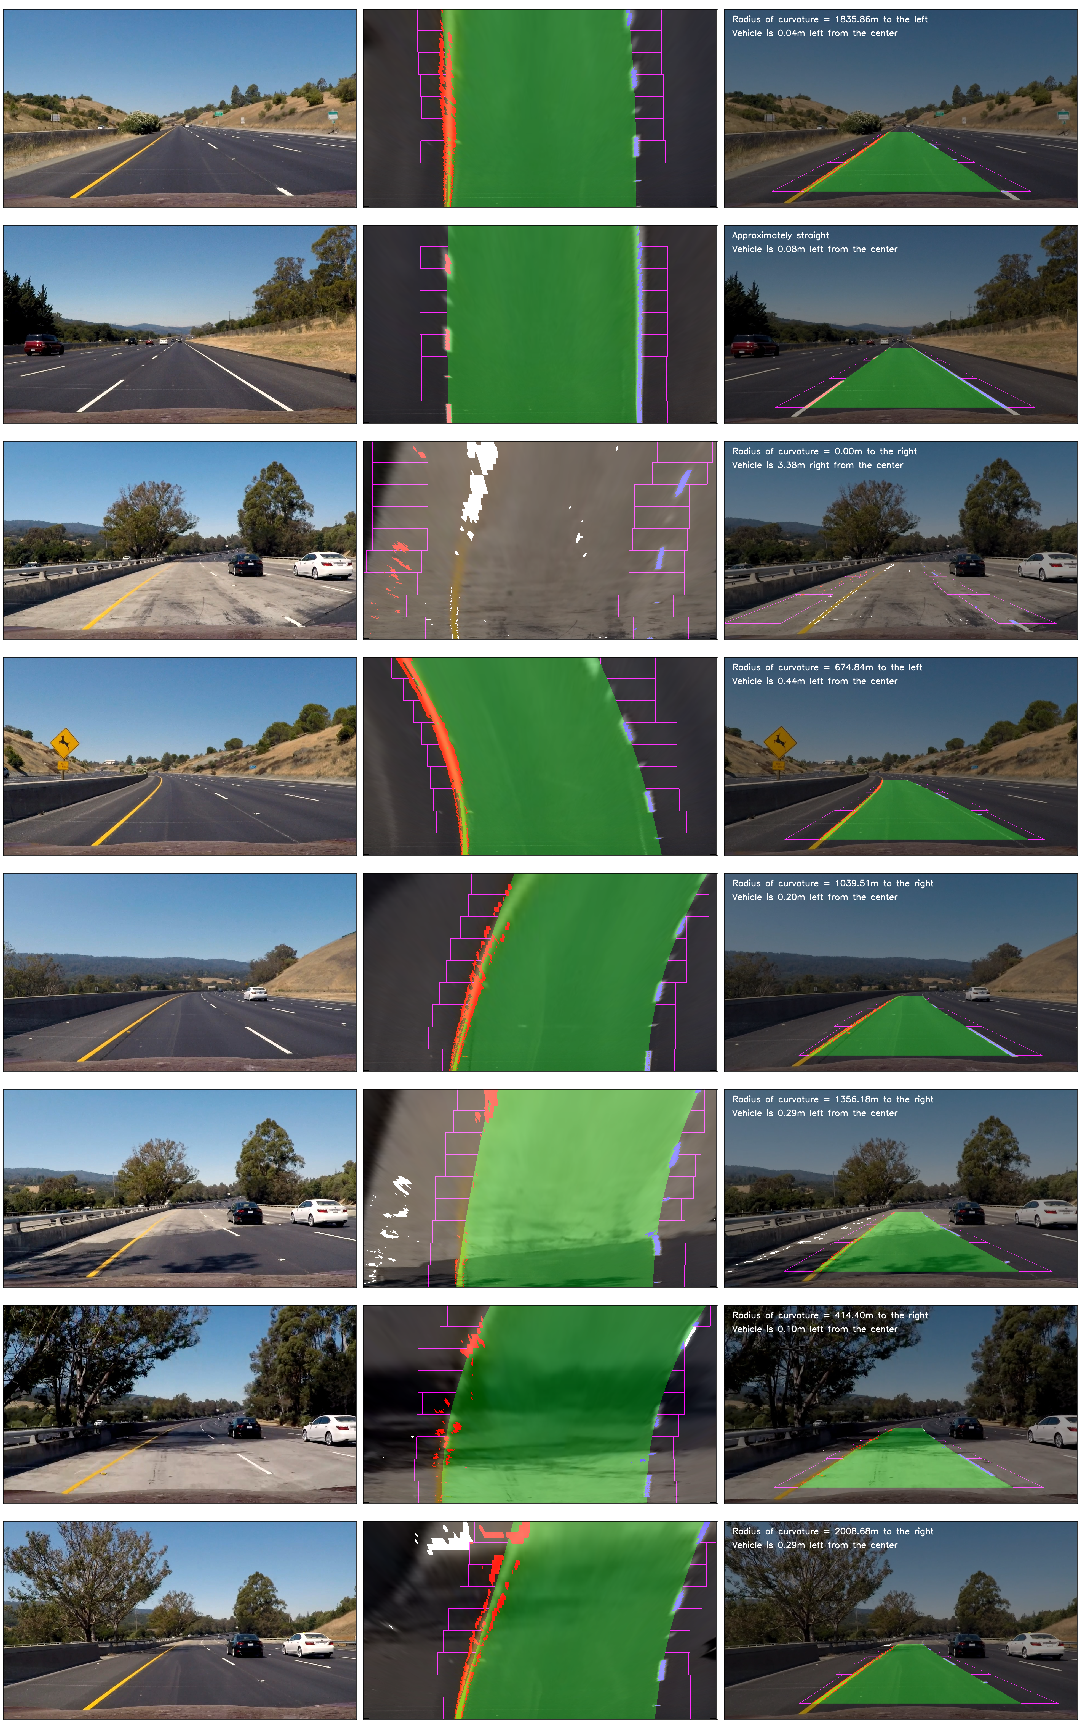 Radius of curvature = 1835.86m to the left
Vehicle is 0.04m left from the center
Approximately straight
Vehicle is 0.08m left from the center
Radius of curvature = 0.00m to the right
Vehicle is 3.38m right from the center
Radius of curvature = 674.84m to the left
Vehicle is 0.44m left from the center
Radius of curvature = 1039.51m to the right
Vehicle is 0.20m left from the center
Radius of curvature = 1356.18m to the right
Vehicle is 0.29m left from the center
Radius of curvature = 414.40m to the right
Vehicle is 0.10m left from the center
Radius of curvature = 2008.68m to the right
Vehicle is 0.29m left from the center